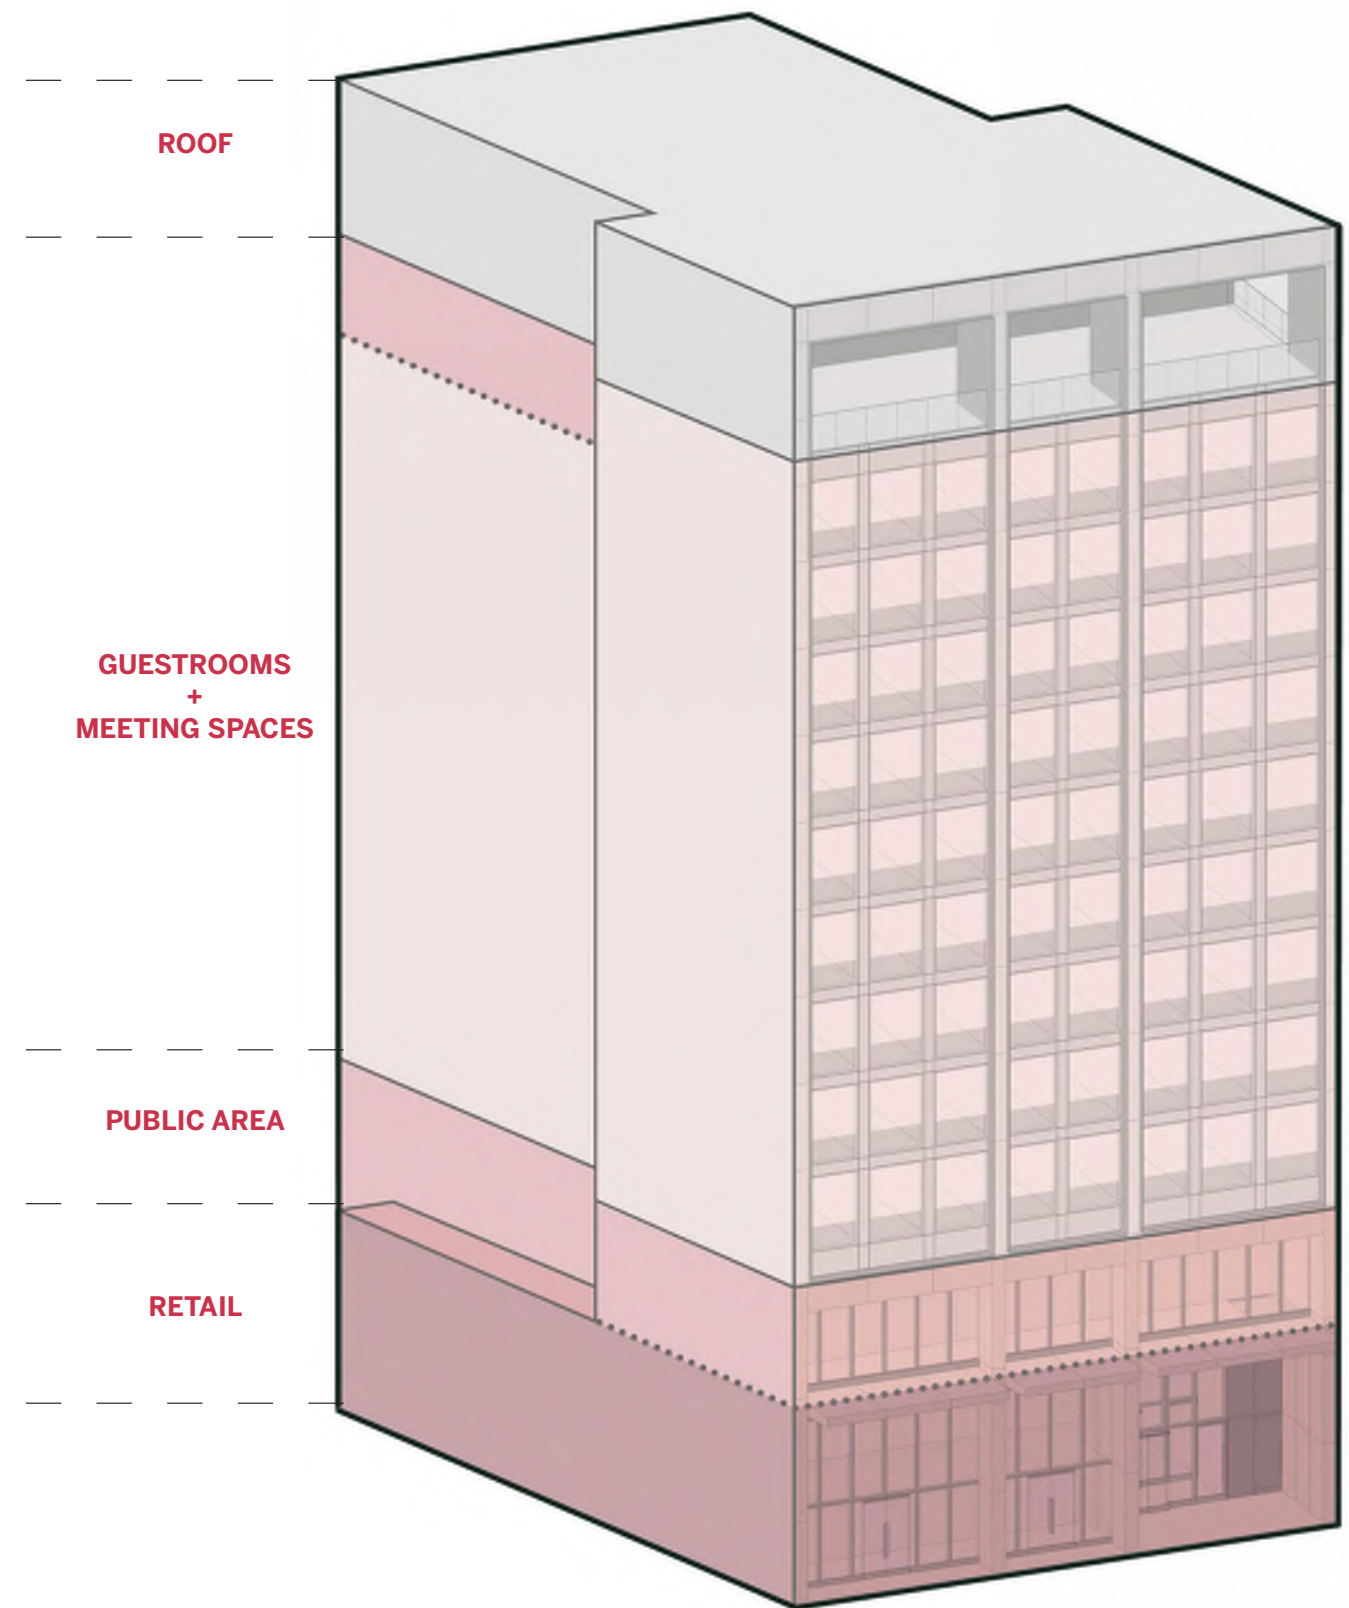 ROOF
GUESTROOMS
+
MEETING SPACES
PUBLIC AREA
RETAIL